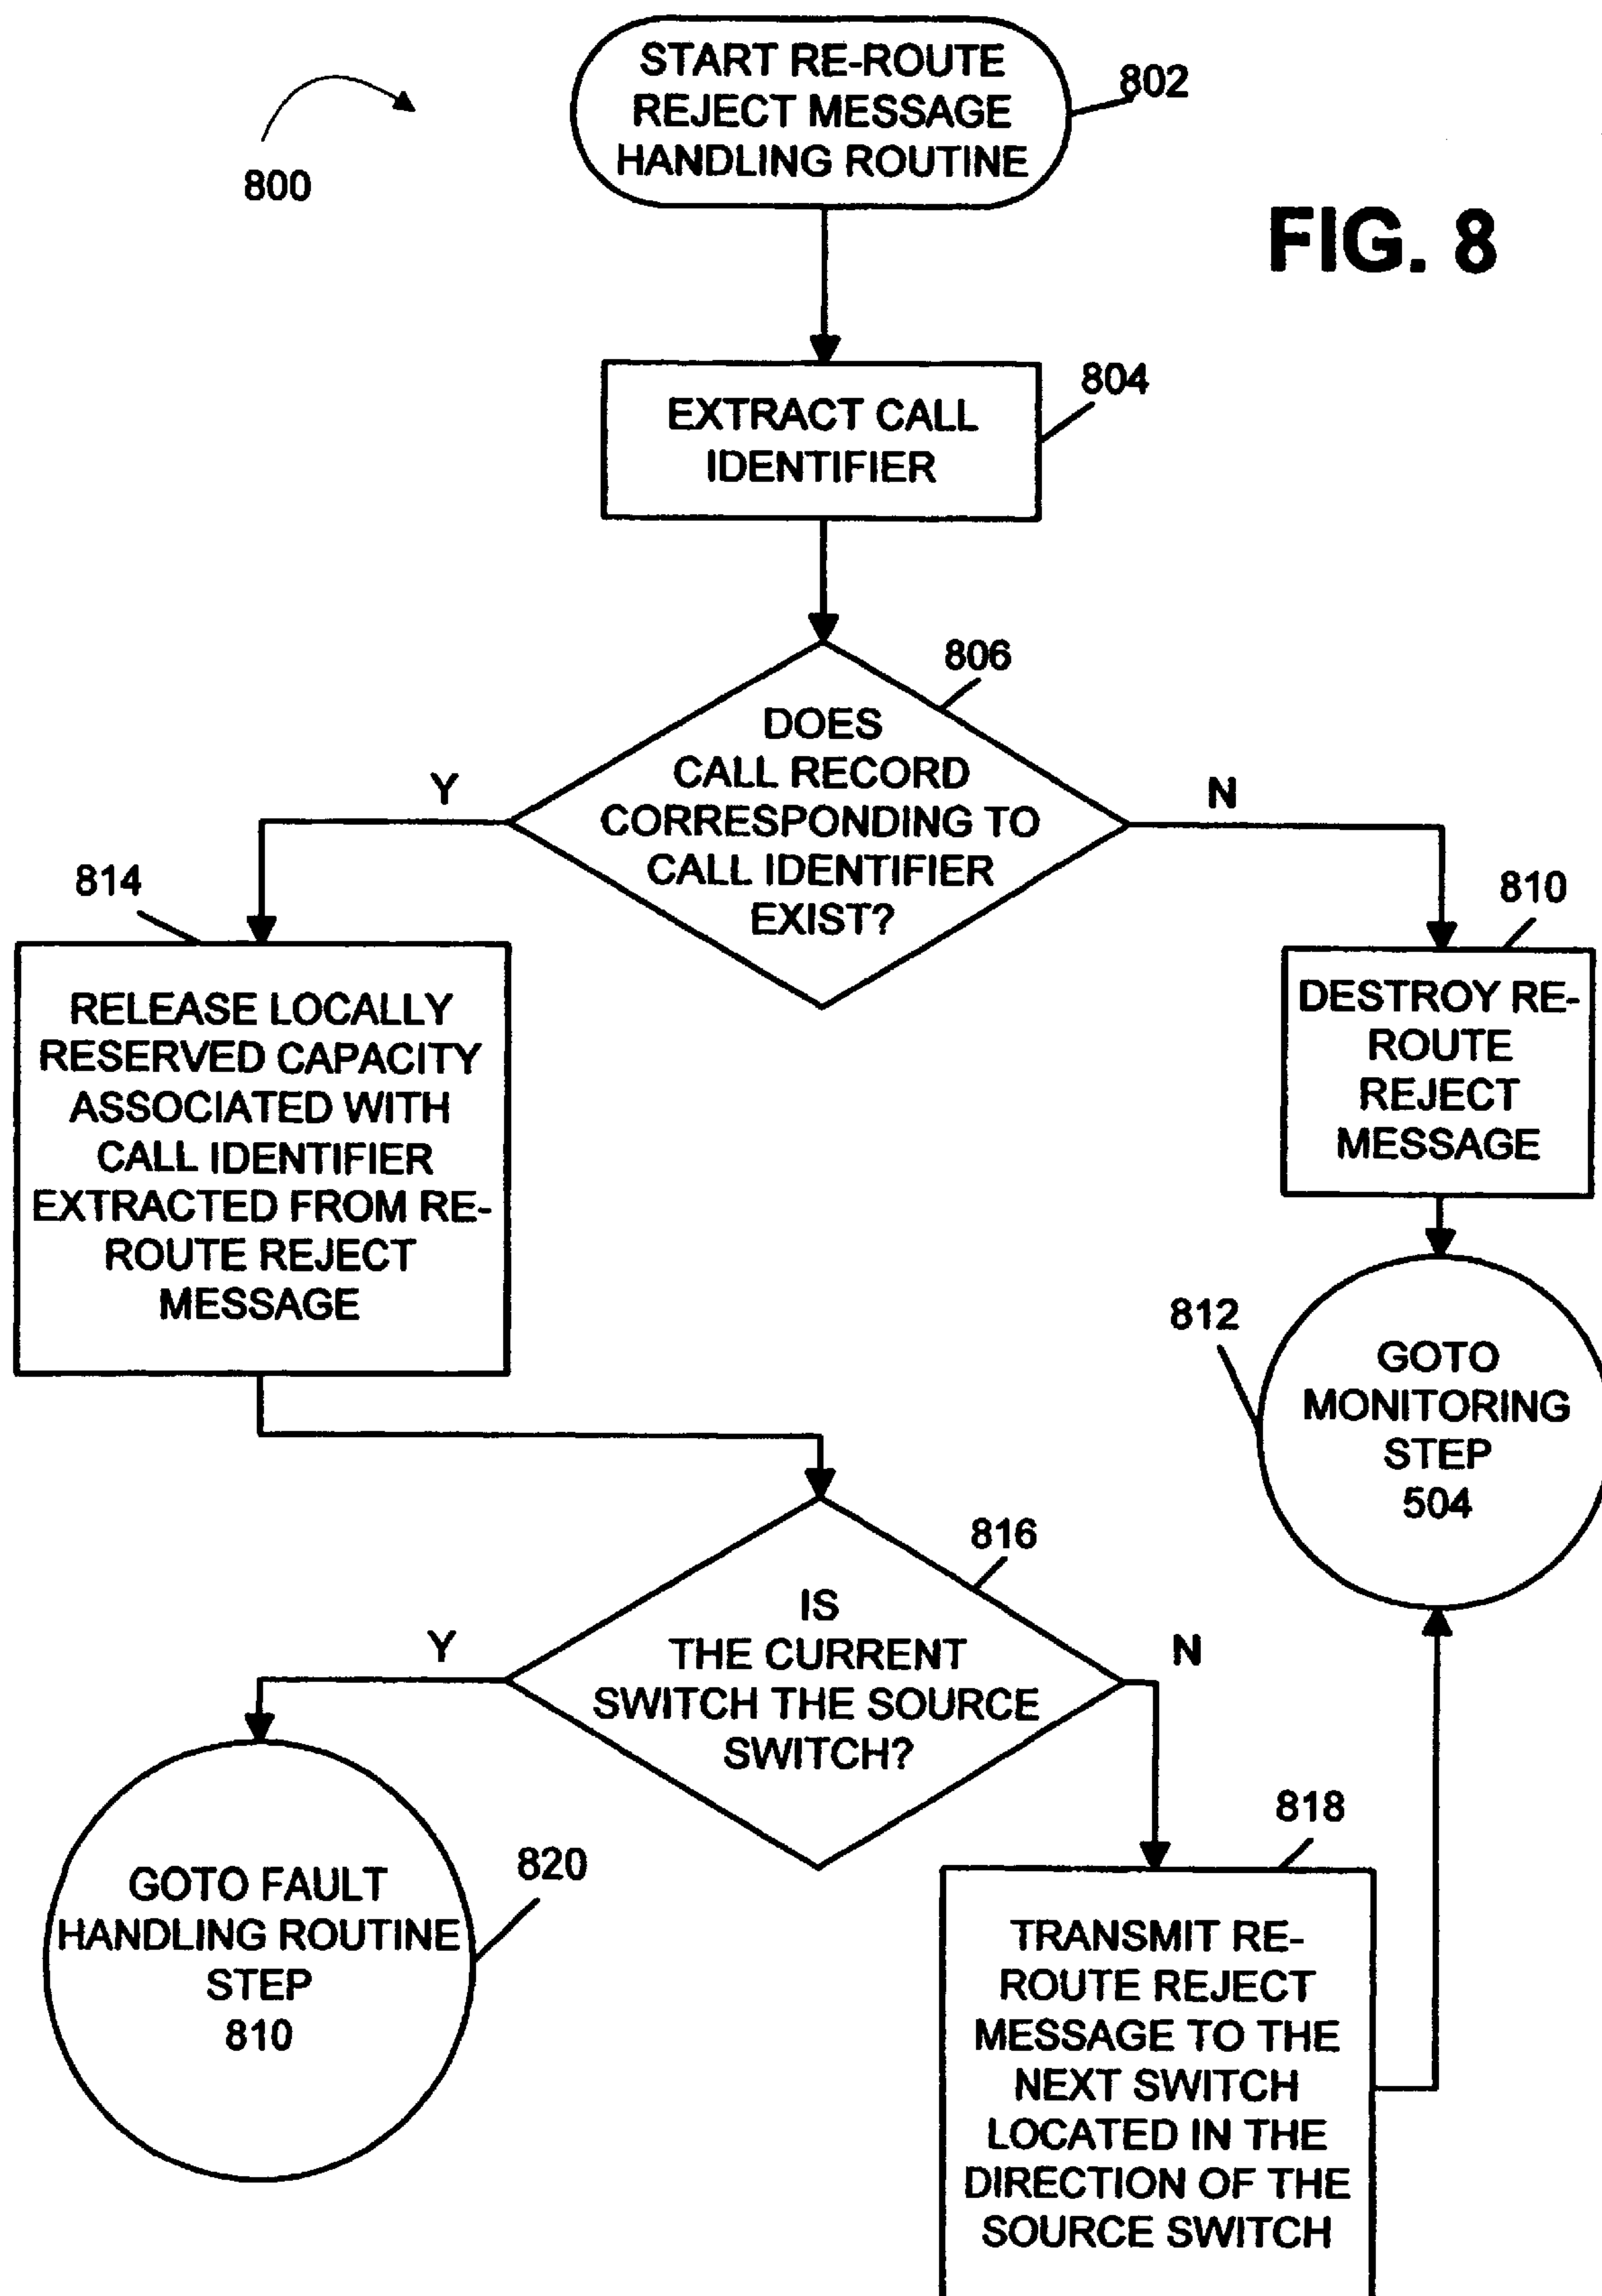 START RE-ROUTE
REJECT MESSAGE
HANDLING ROUTINE
802
800
FIG. 8
804
EXTRACT CALL
IDENTIFIER
806
DOES
CALL RECORD
CORRESPONDING TO
CALL IDENTIFIER
EXIST?
Y
N
814
810
RELEASE LOCALLY
RESERVED CAPACITY
ASSOCIATED WITH
CALL IDENTIFIER
EXTRACTED FROM RE-
ROUTE REJECT
MESSAGE
DESTROY RE-
ROUTE
REJECT
MESSAGE
812
GOTO
MONITORING
STEP
504
816
IS
THE CURRENT
SWITCH THE SOURCE
SWITCH?
Y
N
820
GOTO FAULT
HANDLING ROUTINE
STEP
810
818
TRANSMIT RE-
ROUTE REJECT
MESSAGE TO THE
NEXT SWITCH
LOCATED IN THE
DIRECTION OF THE
SOURCE SWITCH